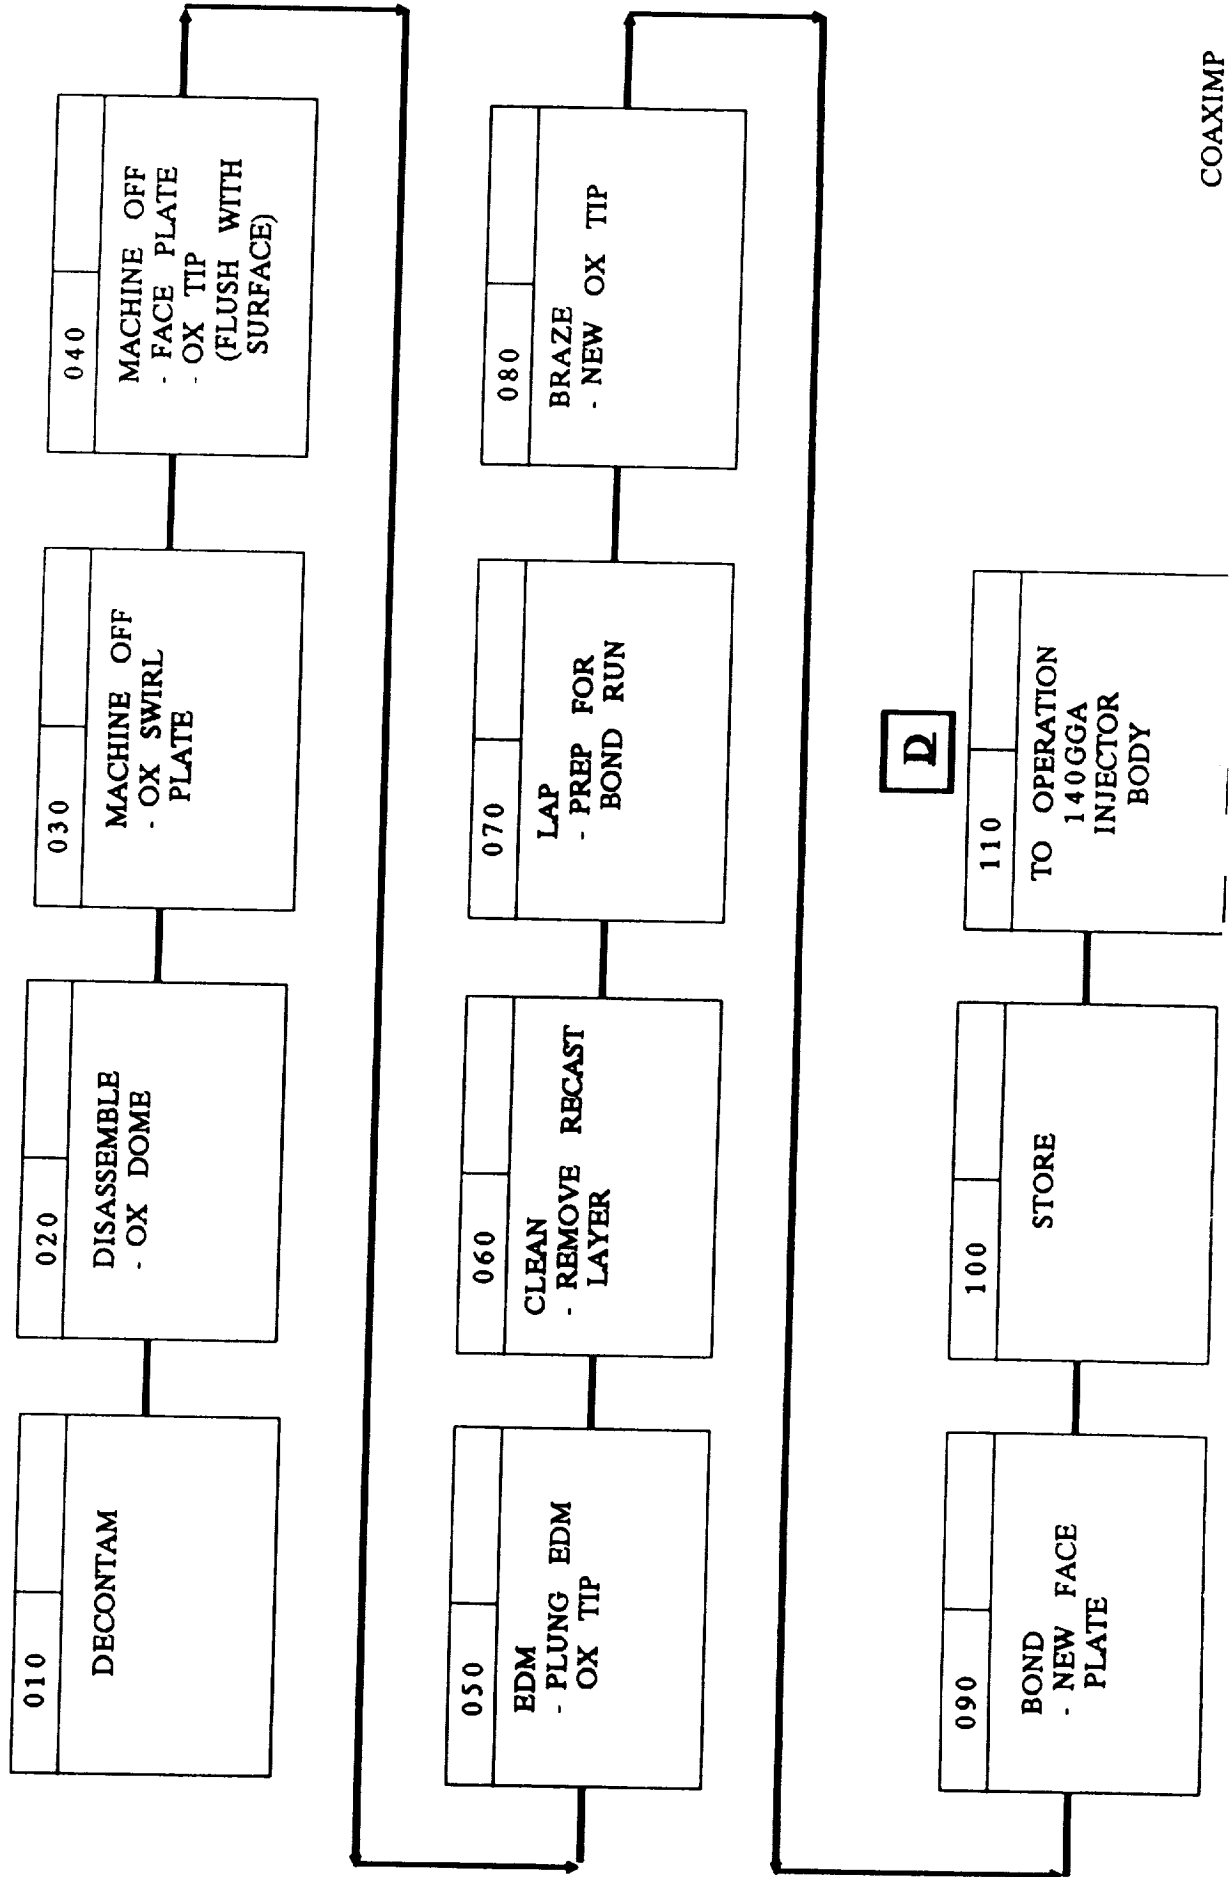 010
DECONTAM
020
DISASSEMBLE
- OX DOME
030
MACHINE OFF
- OX SWIRL
PLATE
040
MACHINE OFF
- FACE PLATE
- OX TIP
(FLUSH WITH
SURFACE)
050
EDM
- PLUNG EDM
OX TIP
060
CLEAN
- REMOVE RECAST
LAYER
070
LAP
- PREP FOR
BOND RUN
080
BRAZE
- NEW OX TIP
090
BOND
- NEW FACE
PLATE
100
STORE
D
110
TO OPERATION
140GGA
INJECTOR
BODY
COAXIMP